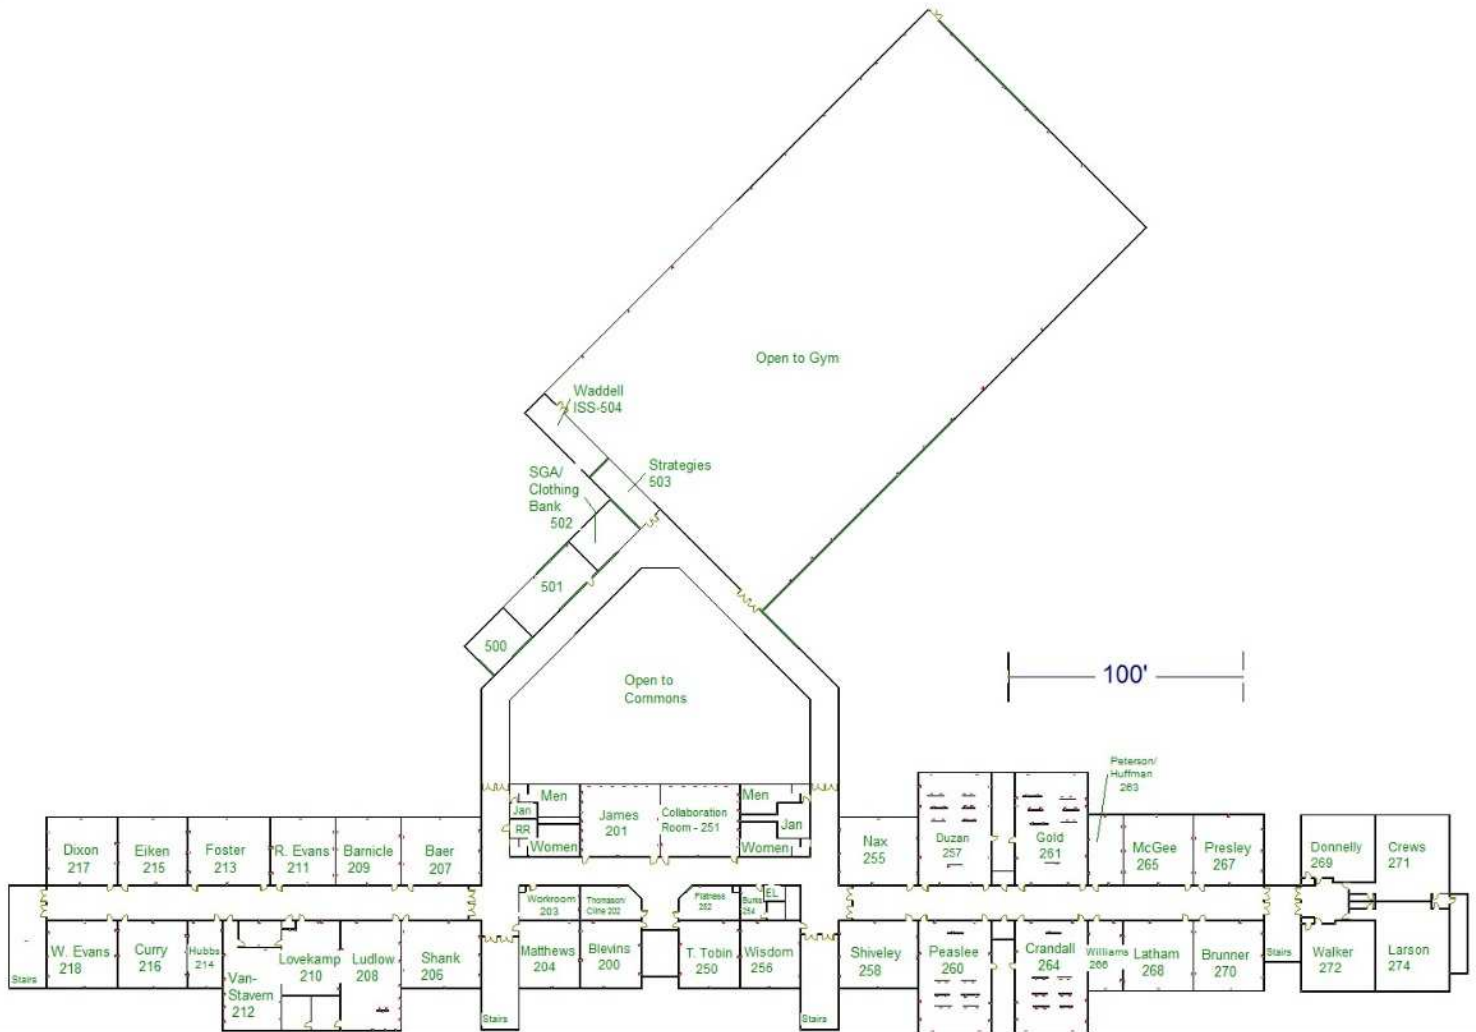 Open to Gym
Waddell
ISS-504
Strategies
503
SGA/
Clothing
Bank
502
501
500
Open to
Commons
100'
Peterson/
Huffman
263
Men
Jan
RR
Women
James
201
Collaboration
Room - 251
Men
Jan
Women
Dixon
217
Eiken
215
Foster
213
R. Evans
211
Barnicle
209
Baer
207
Nax
255
Duzan
257
Gold
261
McGee
265
Presley
267
Donnelly
269
Crews
271
Workroom
203
Thomason/
Cline 202
252
254
EL
Stairs
W. Evans
218
Curry
216
Hubbs
214
Van-
Stavern
212
Lovekamp
210
Ludlow
208
Shank
206
Matthews
204
Blevins
200
T. Tobin
250
Wisdom
256
Shiveley
258
Peaslee
260
Crandall
264
Williams
266
Latham
268
Brunner
270
Stairs
Walker
272
Larson
274
Stairs
Stairs